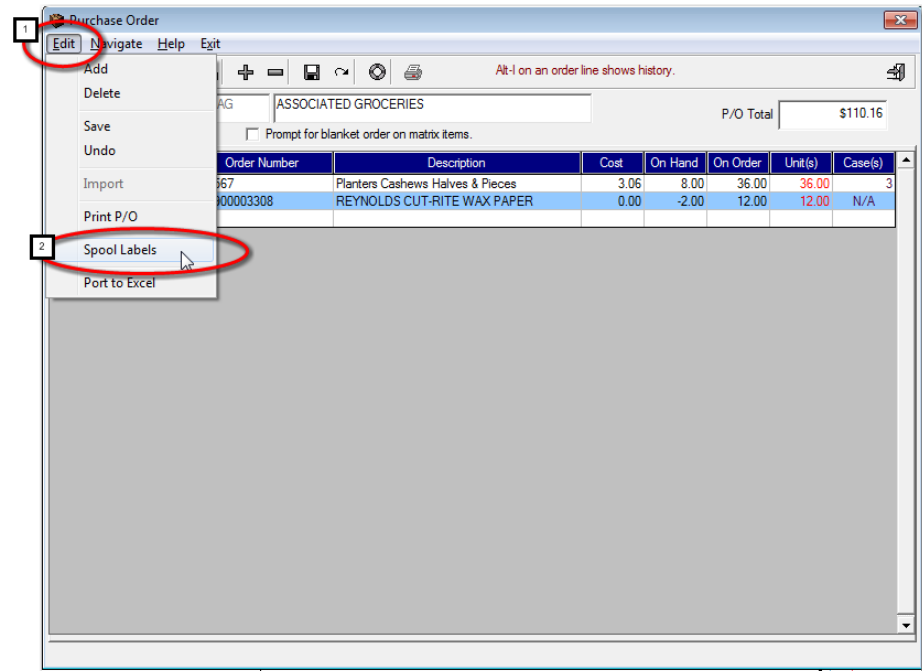 1
Purchase Order
Edit Navigate Help Exit
Add
Alt-I on an order line shows history.
Delete
AG ASSOCIATED GROCERIES
P/O Total $110.16
Save
Prompt for blanket order on matrix items.
Undo
Order Number Description Cost On Hand On Order Unit(s) Case(s)
Import
567 Planters Cashews Halves & Pieces 3.06 8.00 36.00 36.00 3
900003308 REYNOLDS CUT-RITE WAX PAPER 0.00 -2.00 12.00 12.00 N/A
Print P/O
2
Spool Labels
Port to Excel